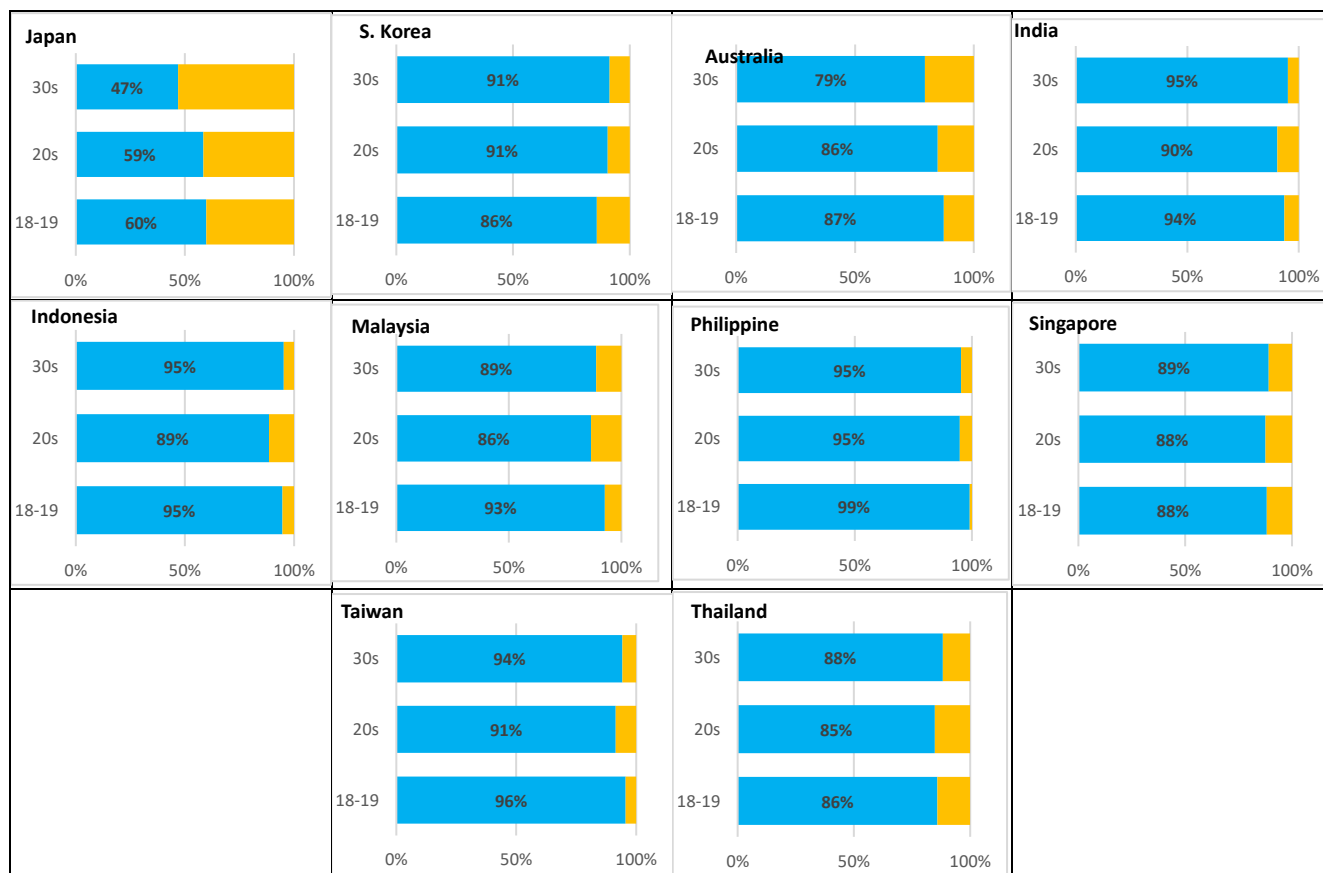 Japan
30s 47%
20s 59%
18-19 60%
0% 50% 100%
S. Korea
30s 91%
20s 91%
18-19 86%
0% 50% 100%
Australia
30s 79%
20s 86%
18-19 87%
0% 50% 100%
India
30s 95%
20s 90%
18-19 94%
0% 50% 100%
Indonesia
30s 95%
20s 89%
18-19 95%
0% 50% 100%
Malaysia
30s 89%
20s 86%
18-19 93%
0% 50% 100%
Philippine
30s 95%
20s 95%
18-19 99%
0% 50% 100%
Singapore
30s 89%
20s 88%
18-19 88%
0% 50% 100%
Taiwan
30s 94%
20s 91%
18-19 96%
0% 50% 100%
Thailand
30s 88%
20s 85%
18-19 86%
0% 50% 100%